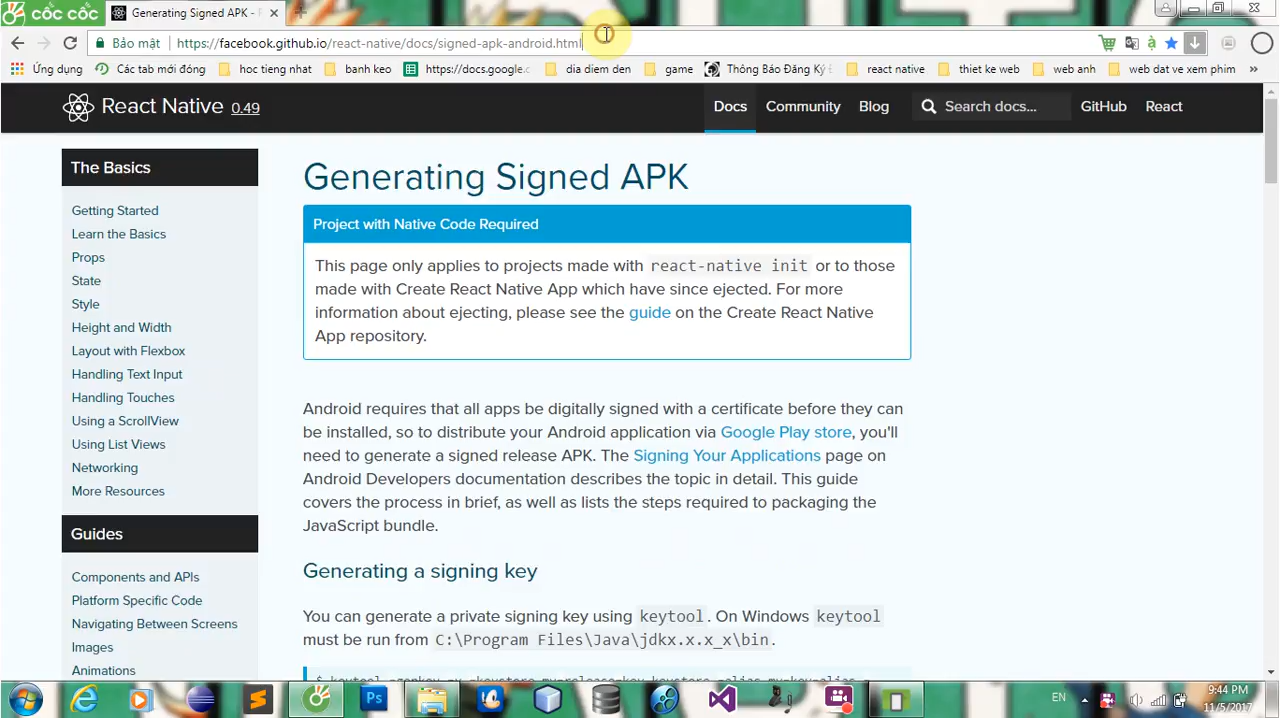 cốc cốc
Generating Signed APK -
Bảo mật
https://facebook.github.io/react-native/docs/signed-apk-android.html
Ứng dụng
Các tab mới đóng
hoc tieng nhat
banh keo
https://docs.google.c
dia diem den
game
Thông Báo Đăng Ký
react native
thiet ke web
web anh
web dat ve xem phim
»
React Native 0.49
Docs
Community
Blog
Search docs...
GitHub
React
The Basics
Getting Started
Learn the Basics
Props
State
Style
Height and Width
Layout with Flexbox
Handling Text Input
Handling Touches
Using a ScrollView
Using List Views
Networking
More Resources
Guides
Components and APIs
Platform Specific Code
Navigating Between Screens
Images
Animations
Generating Signed APK
Project with Native Code Required
This page only applies to projects made with react-native init or to those
made with Create React Native App which have since ejected. For more
information about ejecting, please see the guide on the Create React Native
App repository.
Android requires that all apps be digitally signed with a certificate before they can
be installed, so to distribute your Android application via Google Play store, you'll
need to generate a signed release APK. The Signing Your Applications page on
Android Developers documentation describes the topic in detail. This guide
covers the process in brief, as well as lists the steps required to packaging the
JavaScript bundle.
Generating a signing key
You can generate a private signing key using keytool. On Windows keytool
must be run from C:\Program Files\Java\jdkx.x.x_x\bin.
Ps
EN
9:44 PM
11/5/2017